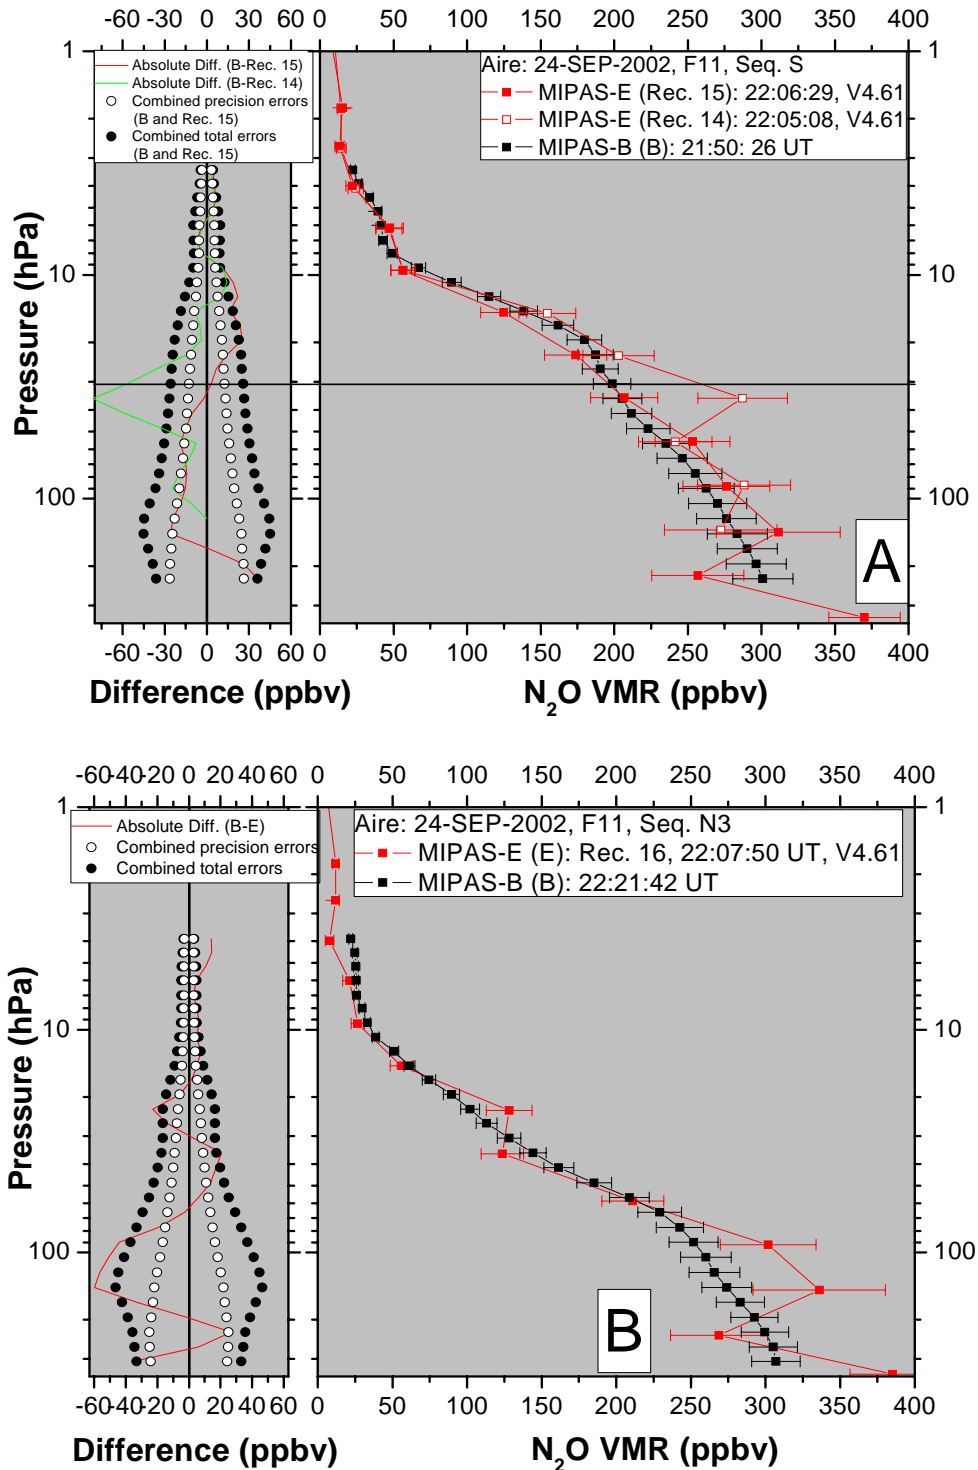 -60 -30 0 30 60
0 50 100 150 200 250 300 350 400
1
Absolute Diff. (B-Rec. 15)
Absolute Diff. (B-Rec. 14)
Combined precision errors
(B and Rec. 15)
Combined total errors
(B and Rec. 15)
Aire: 24-SEP-2002, F11, Seq. S
MIPAS-E (Rec. 15): 22:06:29, V4.61
MIPAS-E (Rec. 14): 22:05:08, V4.61
MIPAS-B (B): 21:50: 26 UT
1
Pressure (hPa)
10
10
100
100
A
-60 -30 0 30 60
0 50 100 150 200 250 300 350 400
Difference (ppbv)
N2O VMR (ppbv)
-60 -40 -20 0 20 40 60
0 50 100 150 200 250 300 350 400
1
Absolute Diff. (B-E)
Combined precision errors
Combined total errors
Aire: 24-SEP-2002, F11, Seq. N3
MIPAS-E (E): Rec. 16, 22:07:50 UT, V4.61
MIPAS-B (B): 22:21:42 UT
1
Pressure (hPa)
10
10
100
100
B
-60 -40 -20 0 20 40 60
0 50 100 150 200 250 300 350 400
Difference (ppbv)
N2O VMR (ppbv)